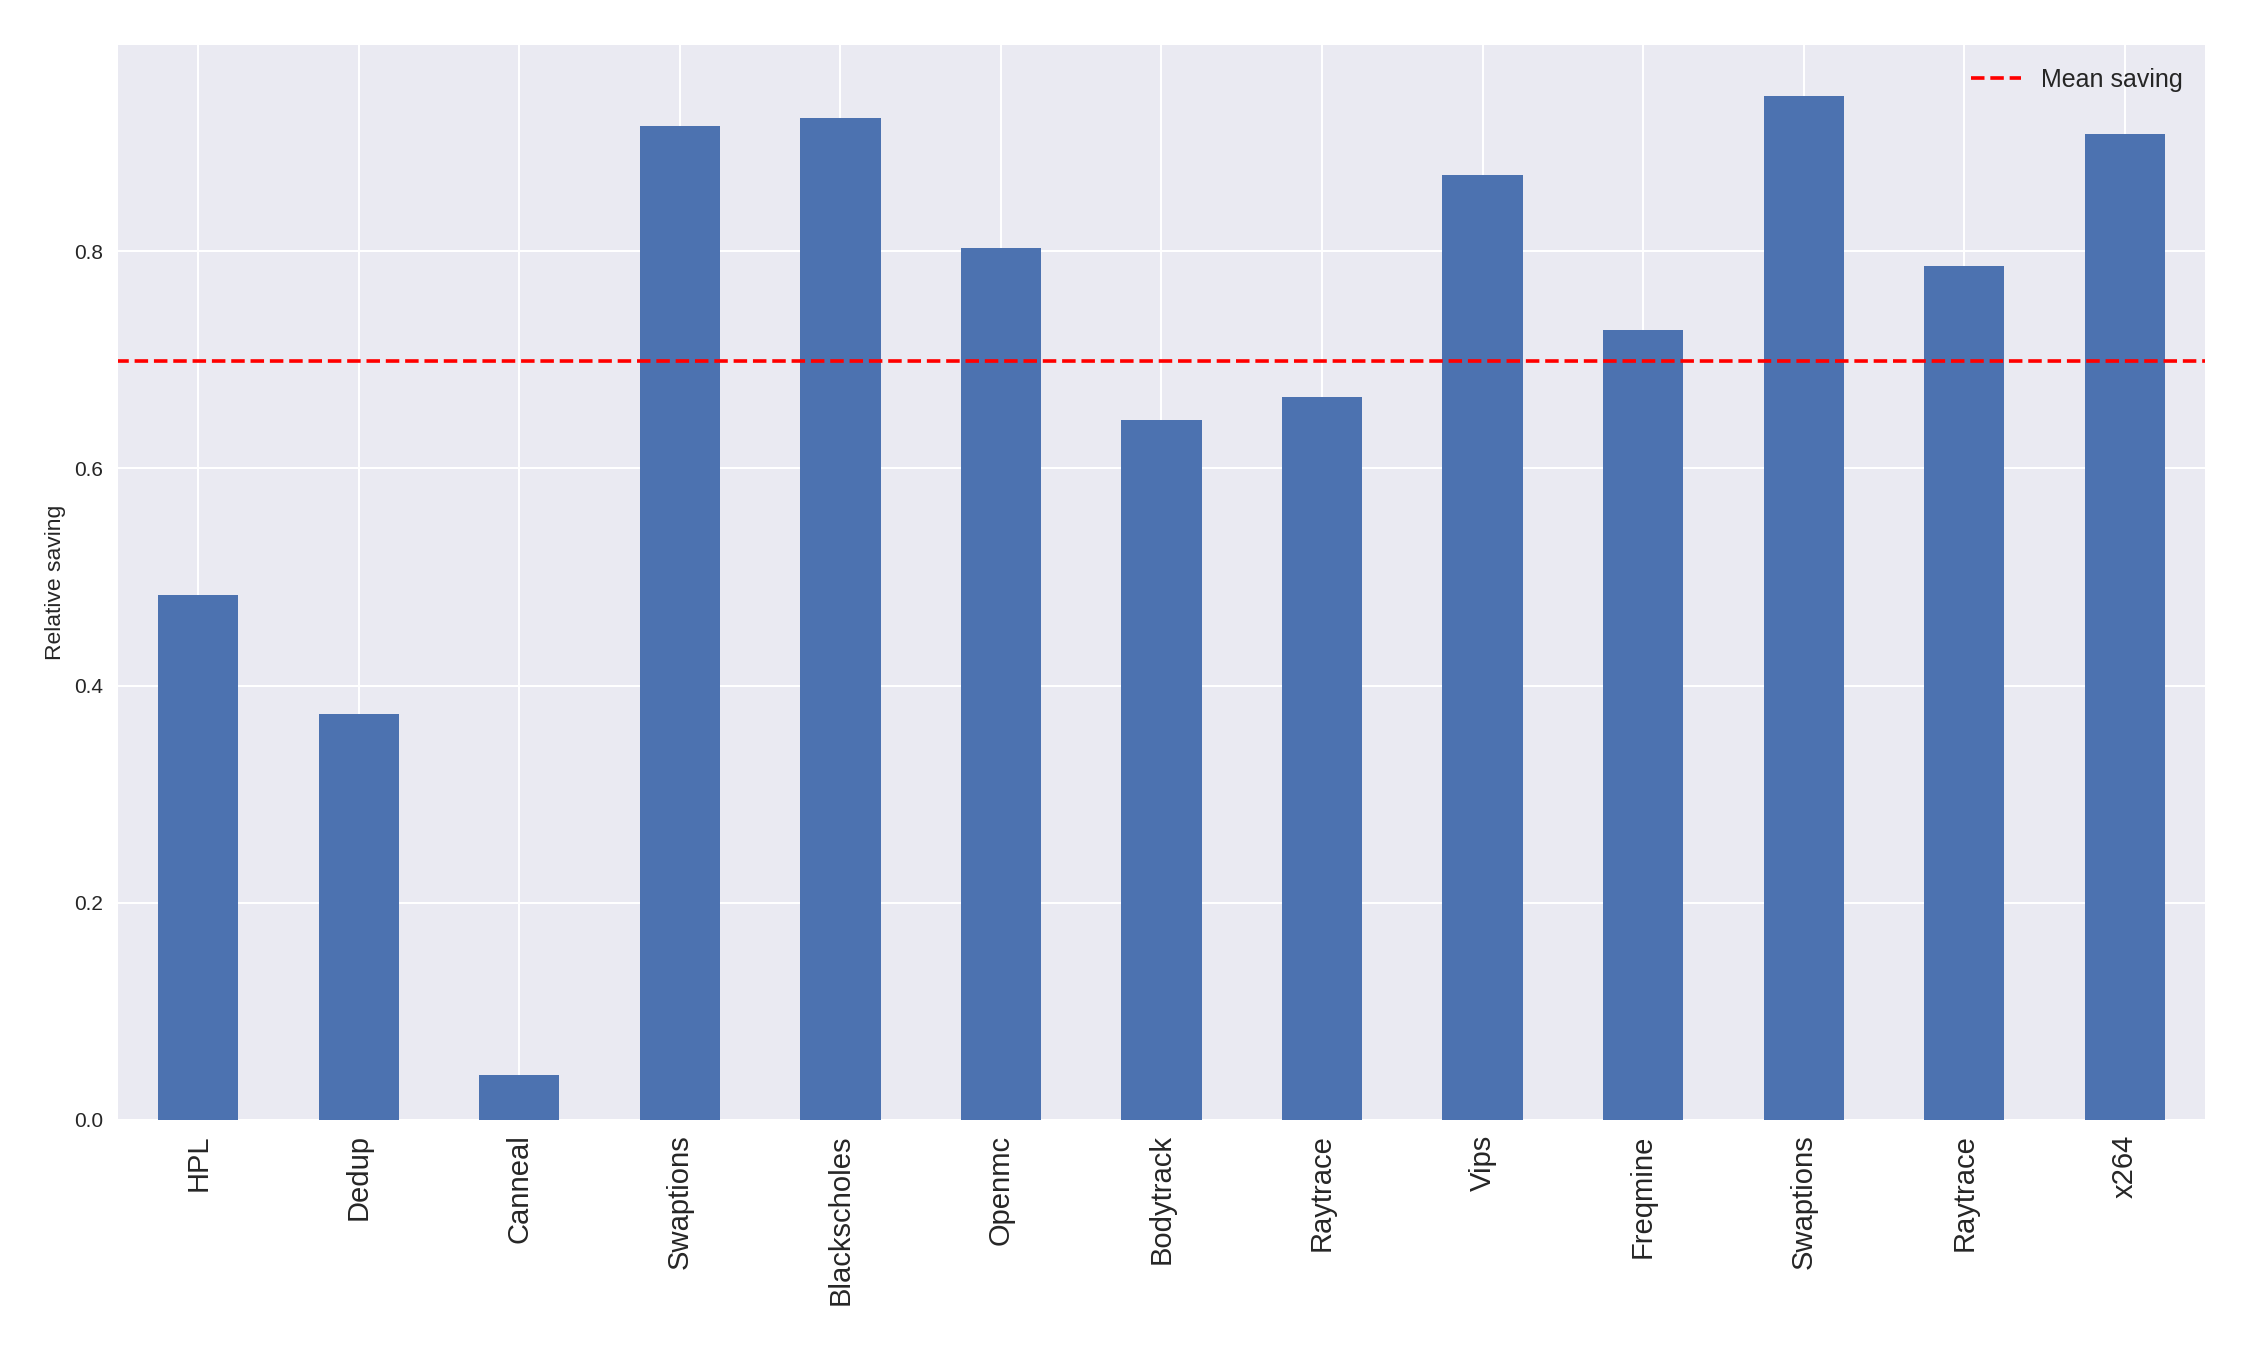 Mean saving
Relative saving
0.8
0.6
0.4
0.2
0.0
HPL
Dedup
Canneal
Swaptions
Blackscholes
Openmc
Bodytrack
Raytrace
Vips
Freqmine
Swaptions
Raytrace
x264